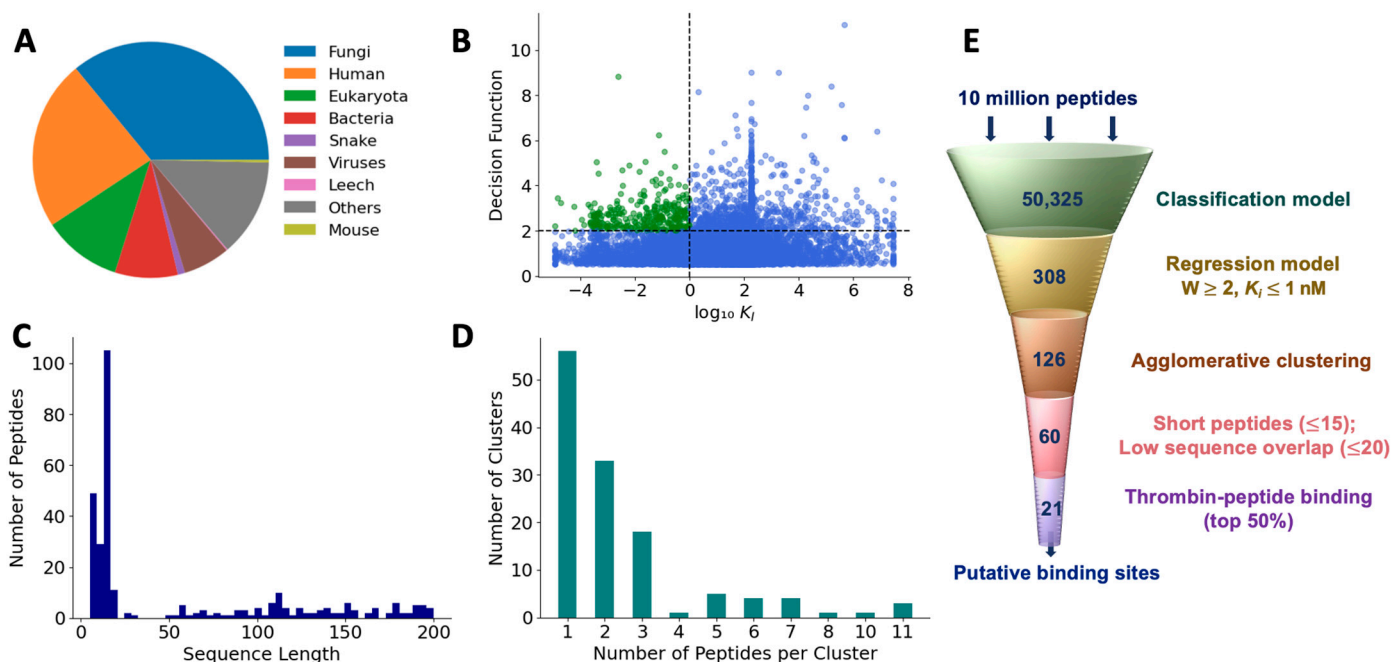 A
Fungi
Human
Eukaryota
Bacteria
Snake
Viruses
Leech
Others
Mouse
B
Decision Function
10
8
6
4
2
0
−4
−2
0
2
4
6
8
log₁₀ K_I
C
Number of Peptides
100
80
60
40
20
0
0
50
100
150
200
Sequence Length
D
Number of Clusters
50
40
30
20
10
0
1
2
3
4
5
6
7
8
10
11
Number of Peptides per Cluster
E
10 million peptides
50,325
Classification model
308
Regression model
W ≥ 2, Kᵢ ≤ 1 nM
126
Agglomerative clustering
60
Short peptides (≤15);
Low sequence overlap (≤20)
21
Thrombin-peptide binding
(top 50%)
Putative binding sites